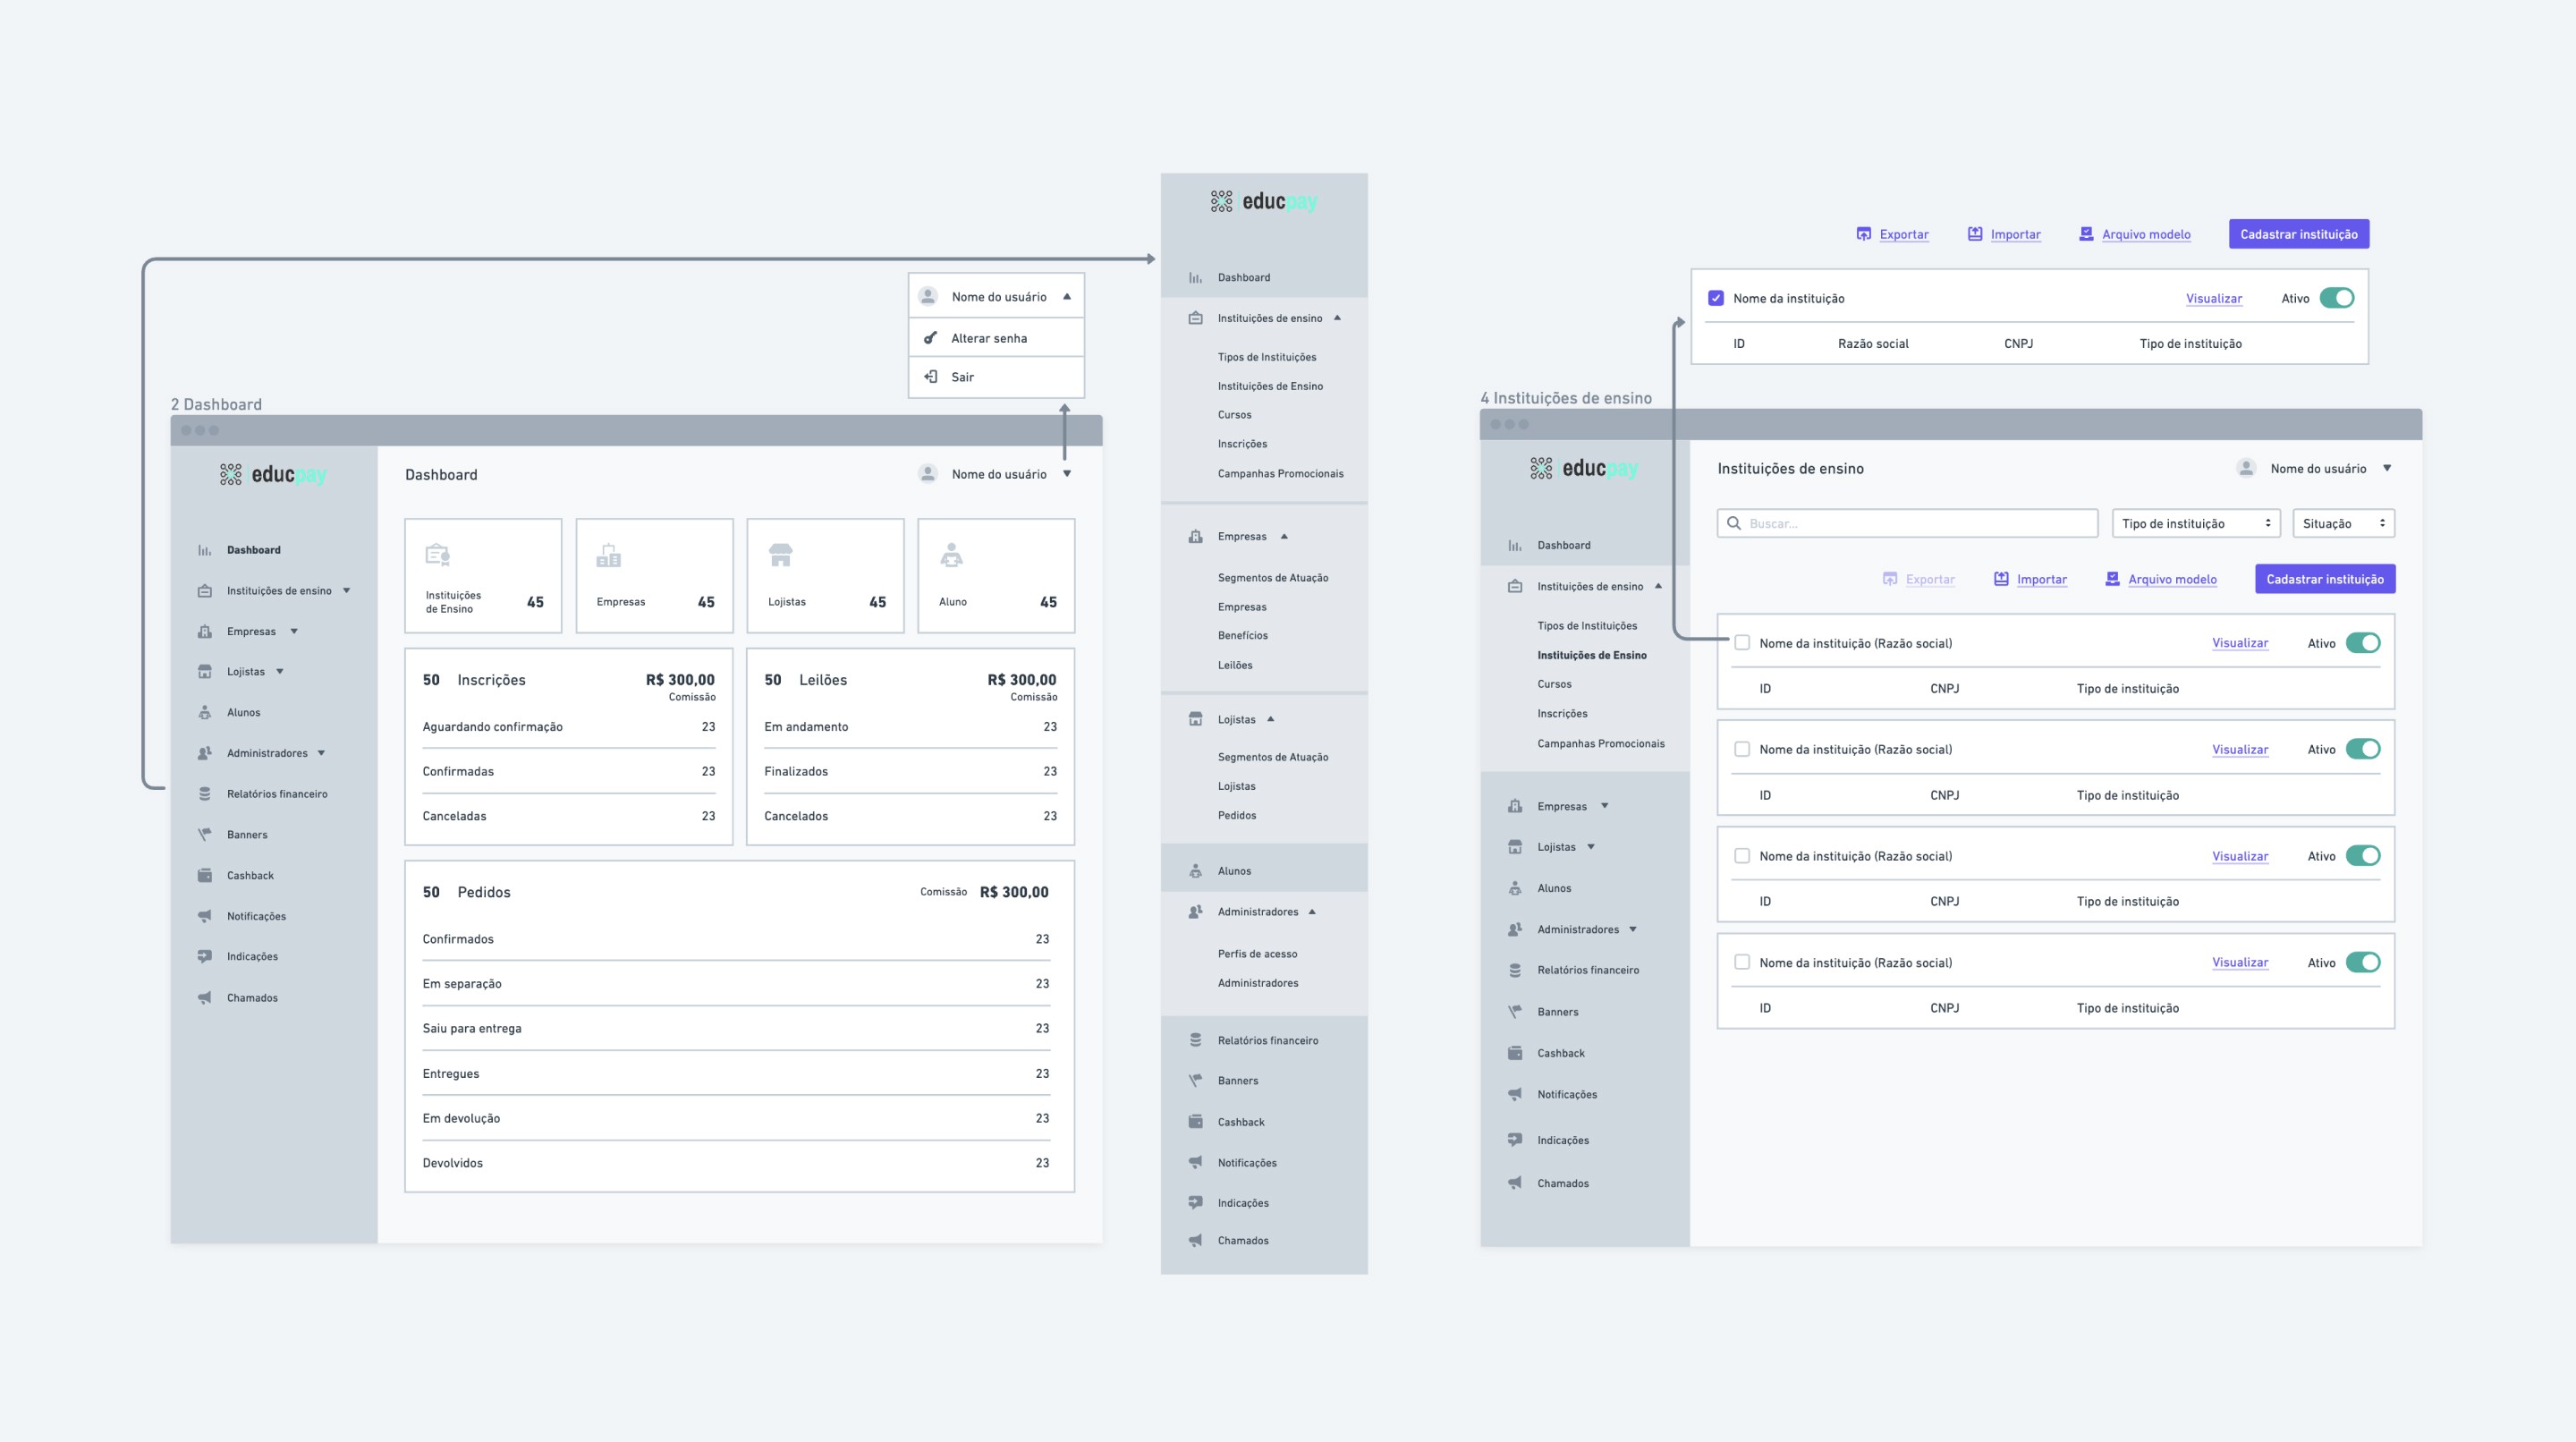 2 Dashboard
educpay
Dashboard
Instituições de ensino
Empresas
Lojistas
Alunos
Administradores
Relatórios financeiro
Banners
Cashback
Notificações
Indicações
Chamados
Dashboard
Nome do usuário
Nome do usuário
Alterar senha
Sair
Instituições
de Ensino
45
Empresas 45
Lojistas 45
Aluno 45
50 Inscrições R$ 300,00
Comissão
Aguardando confirmação 23
Confirmadas 23
Canceladas 23
50 Leilões R$ 300,00
Comissão
Em andamento 23
Finalizados 23
Cancelados 23
50 Pedidos Comissão R$ 300,00
Confirmados 23
Em separação 23
Saiu para entrega 23
Entregues 23
Em devolução 23
Devolvidos 23
educpay
Dashboard
Instituições de ensino
Tipos de Instituições
Instituições de Ensino
Cursos
Inscrições
Campanhas Promocionais
Empresas
Segmentos de Atuação
Empresas
Benefícios
Leilões
Lojistas
Segmentos de Atuação
Lojistas
Pedidos
Alunos
Administradores
Perfis de acesso
Administradores
Relatórios financeiro
Banners
Cashback
Notificações
Indicações
Chamados
Exportar Importar Arquivo modelo Cadastrar instituição
Nome da instituição Visualizar Ativo
ID Razão social CNPJ Tipo de instituição
4 Instituições de ensino
educpay
Dashboard
Instituições de ensino
Tipos de Instituições
Instituições de Ensino
Cursos
Inscrições
Campanhas Promocionais
Empresas
Lojistas
Alunos
Administradores
Relatórios financeiro
Banners
Cashback
Notificações
Indicações
Chamados
Instituições de ensino Nome do usuário
Buscar... Tipo de instituição Situação
Exportar Importar Arquivo modelo Cadastrar instituição
Nome da instituição (Razão social) Visualizar Ativo
ID CNPJ Tipo de instituição
Nome da instituição (Razão social) Visualizar Ativo
ID CNPJ Tipo de instituição
Nome da instituição (Razão social) Visualizar Ativo
ID CNPJ Tipo de instituição
Nome da instituição (Razão social) Visualizar Ativo
ID CNPJ Tipo de instituição